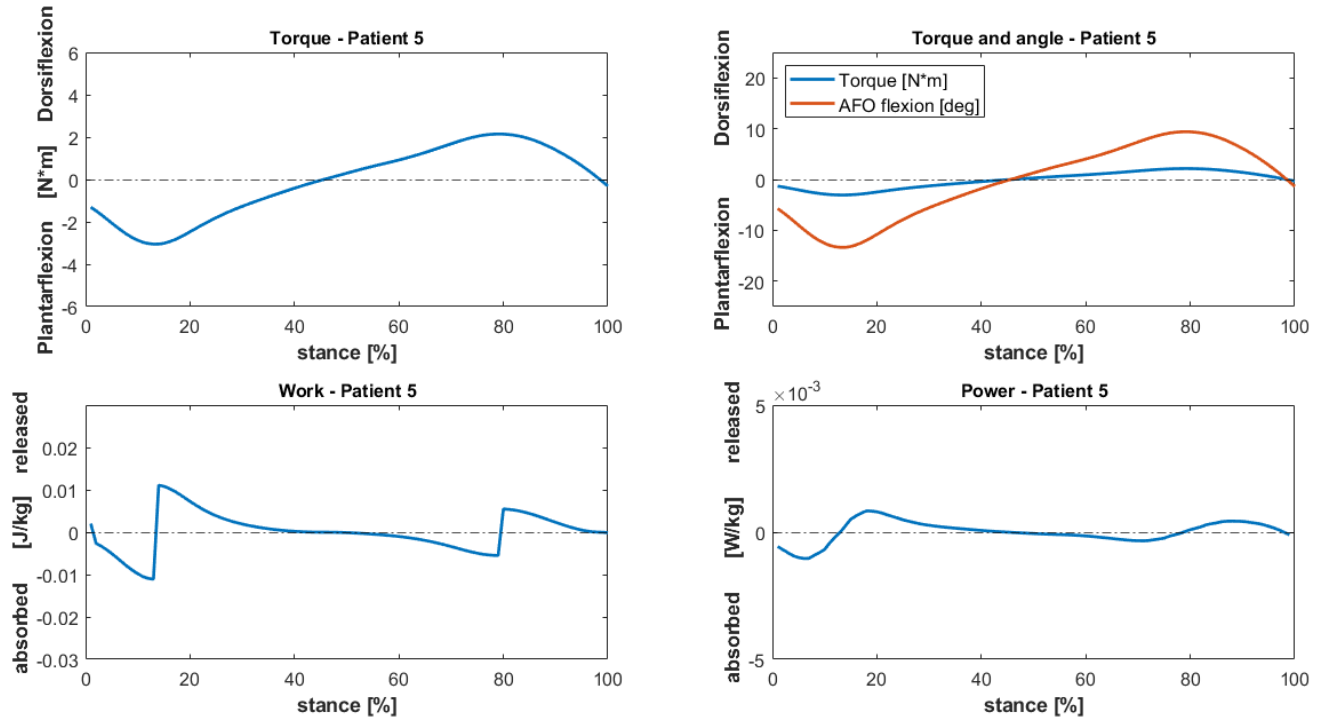 Torque - Patient 5
Plantarflexion [N*m] Dorsiflexion
6
4
2
0
-2
-4
-6
0 20 40 60 80 100
stance [%]
Torque and angle - Patient 5
Plantarflexion Dorsiflexion
20
10
0
-10
-20
Torque [N*m]
AFO flexion [deg]
0 20 40 60 80 100
stance [%]
Work - Patient 5
absorbed [J/kg] released
0.02
0.01
0
-0.01
-0.02
-0.03
0 20 40 60 80 100
stance [%]
Power - Patient 5
absorbed [W/kg] released
×10-3
5
0
-5
0 20 40 60 80 100
stance [%]